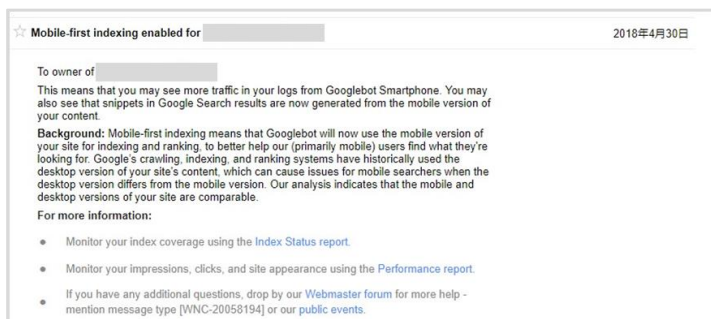 Mobile-first indexing enabled for
2018年4月30日
To owner of
This means that you may see more traffic in your logs from Googlebot Smartphone. You may
also see that snippets in Google Search results are now generated from the mobile version of
your content.
Background: Mobile-first indexing means that Googlebot will now use the mobile version of
your site for indexing and ranking, to better help our (primarily mobile) users find what they're
looking for. Google's crawling, indexing, and ranking systems have historically used the
desktop version of your site's content, which can cause issues for mobile searchers when the
desktop version differs from the mobile version. Our analysis indicates that the mobile and
desktop versions of your site are comparable.
For more information:
Monitor your index coverage using the Index Status report.
Monitor your impressions, clicks, and site appearance using the Performance report.
If you have any additional questions, drop by our Webmaster forum for more help -
mention message type [WNC-20058194] or our public events.